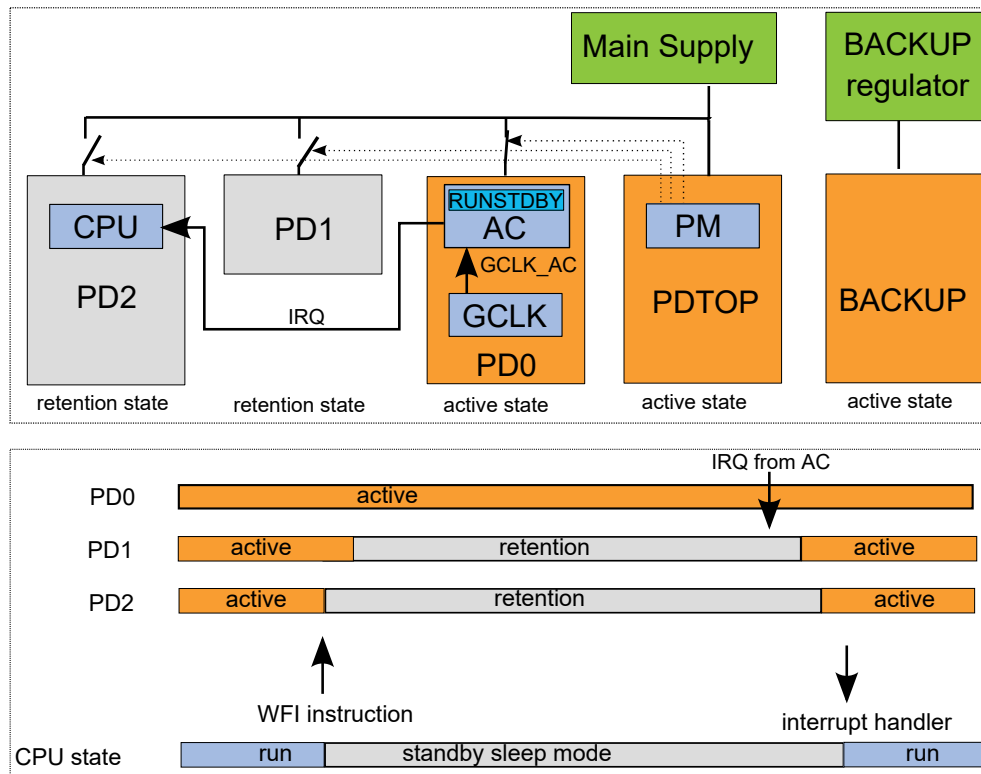 Main Supply
BACKUP
regulator
RUNSTDBY
CPU
AC
PM
PD1
GCLK_AC
PD2
IRQ
GCLK
PDTOP
BACKUP
PD0
retention state
retention state
active state
active state
active state
IRQ from AC
PD0
active
PD1
active
retention
active
PD2
active
retention
active
WFI instruction
interrupt handler
CPU state
run
standby sleep mode
run